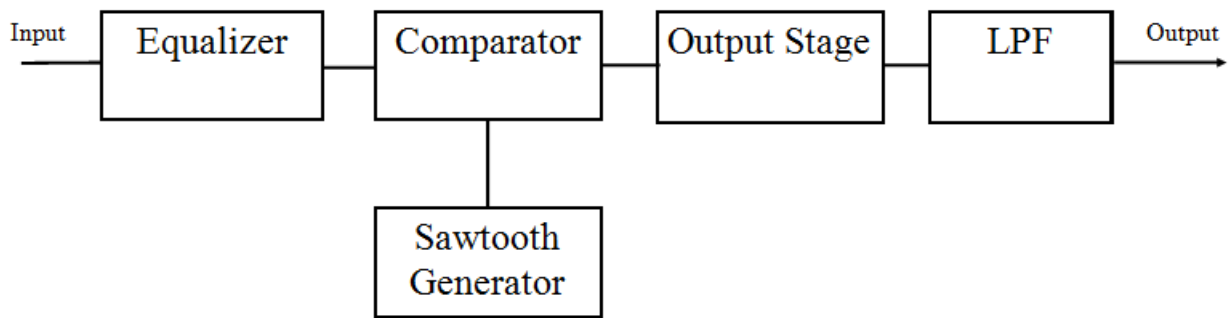 Input
Equalizer
Comparator
Output Stage
LPF
Output
Sawtooth
Generator